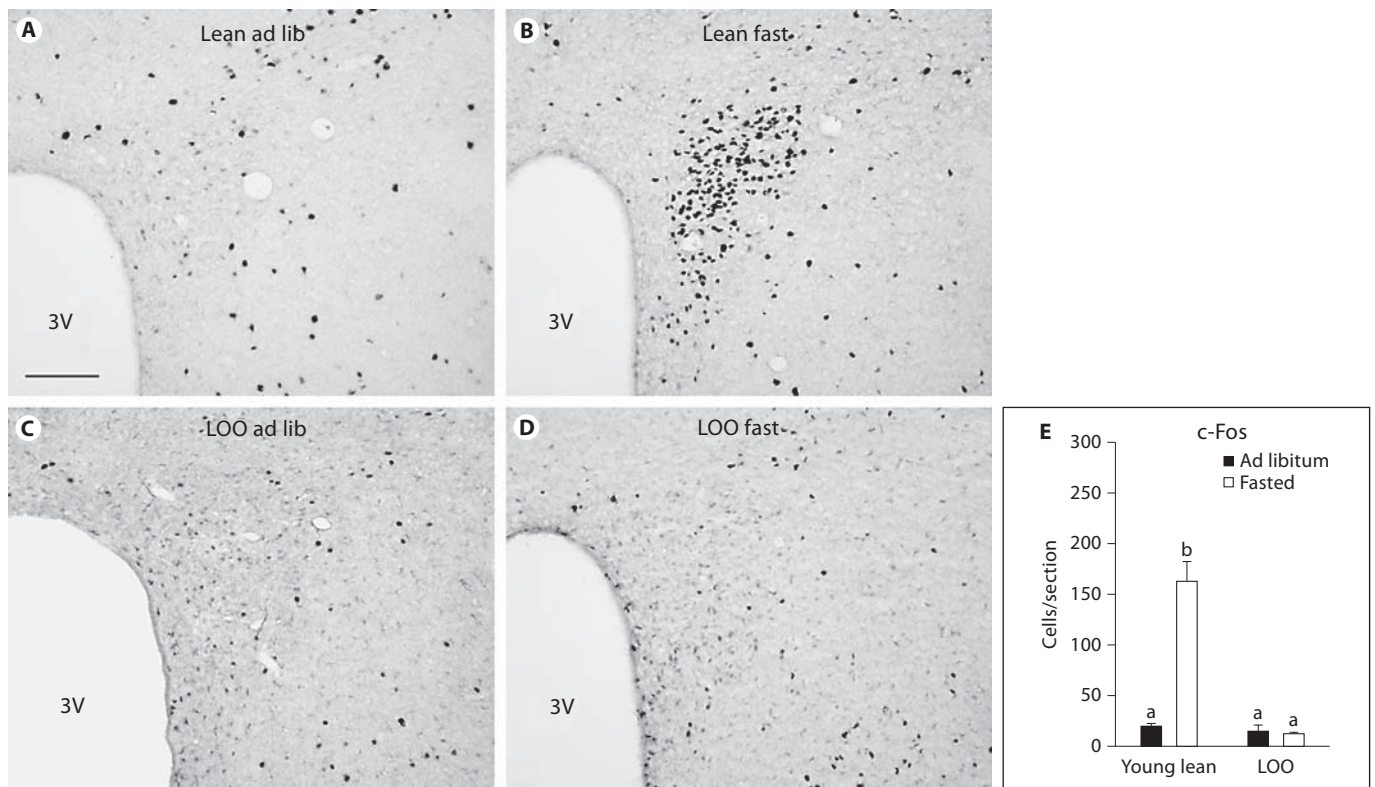 A
Lean ad lib
3V
B
Lean fast
3V
C
LOO ad lib
3V
D
LOO fast
3V
E
c-Fos
Ad libitum
Fasted
Cells/section
300
250
200
150
100
50
0
a
b
a
a
Young lean
LOO